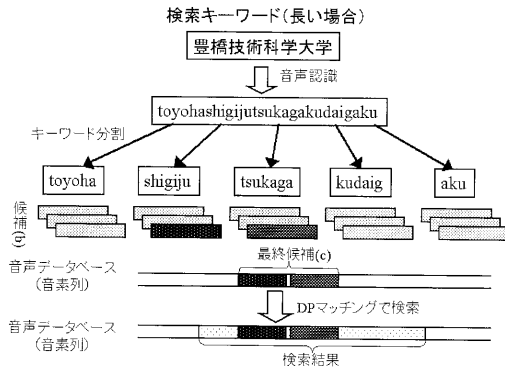 検索キーワード(長い場合)
豊橋技術科学大学
音声認識
toyohashigijutsukagakudaigaku
キーワード分割
toyoha shigiju tsukaga kudaig aku
候補(b)
最終候補(c)
音声データベース
(音素列)
DPマッチングで検索
音声データベース
(音素列)
検索結果